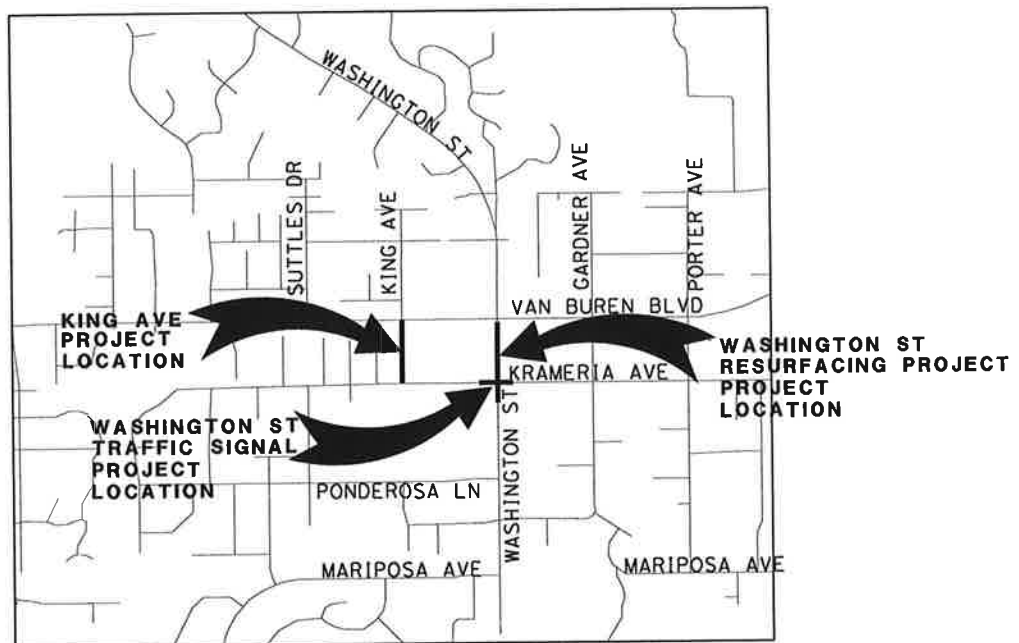 WASHINGTON ST
SUTTLES DR
KING AVE
GARDNER AVE
PORTER AVE
VAN BUREN BLVD
KING AVE
PROJECT
LOCATION
KRAMERIA AVE
WASHINGTON ST
RESURFACING PROJECT
PROJECT
LOCATION
WASHINGTON ST
TRAFFIC SIGNAL
PROJECT
LOCATION
WASHINGTON ST
PONDEROSA LN
MARIPOSA AVE
MARIPOSA AVE